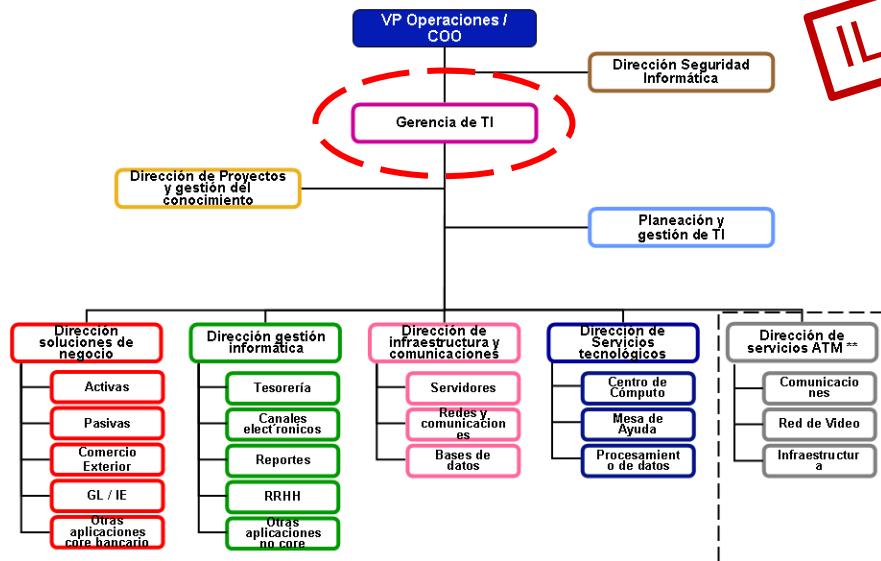 VP Operaciones /
COO
IL
Dirección Seguridad
Informática
Gerencia de TI
Dirección de Proyectos
y gestión del
conocimiento
Planeación y
gestión de TI
Dirección
soluciones de
negocio
Activas
Pasivas
Comercio
Exterior
GL / IE
Otras
aplicaciones
core bancario
Dirección gestión
informática
Tesorería
Canales
elect´ronicos
Reportes
RRHH
Otras
aplicaciones
no core
Dirección de
infraestructura y
comunicaciones
Servidores
Redes y
comunicacion
es
Bases de
datos
Dirección de
Servicios
tecnológicos
Centro de
Cómputo
Mesa de
Ayuda
Procesamient
o de datos
Dirección de
servicios ATM **
Comunicacio
nes
Red de Video
Infraestructur
a